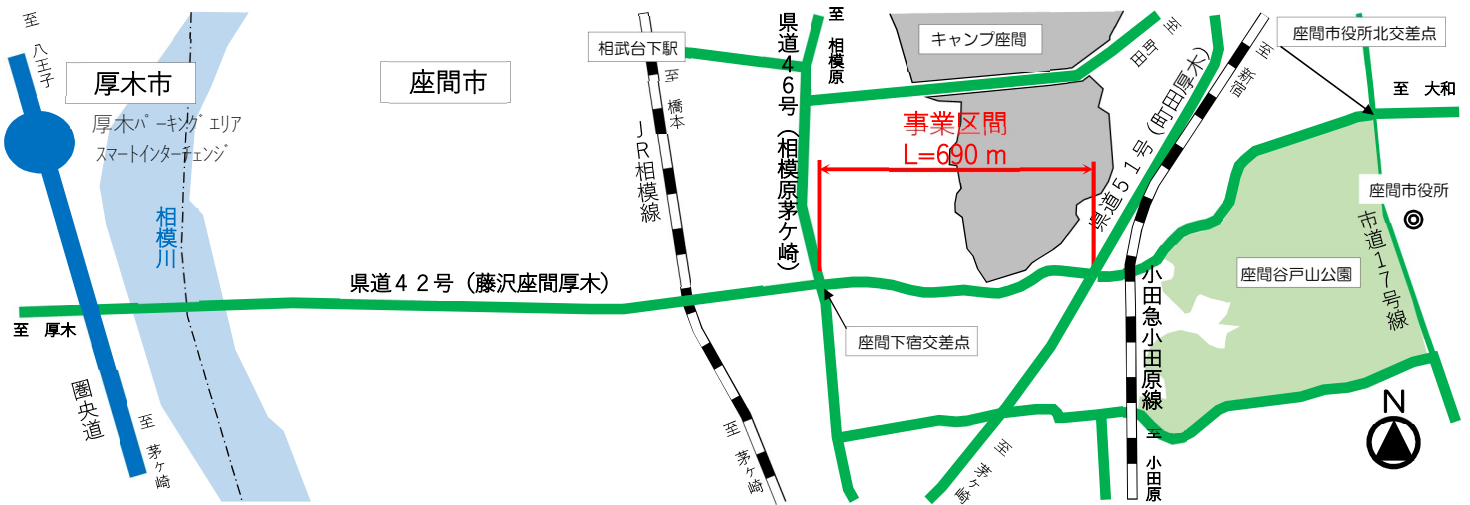 至 八王子
厚木市
厚木パーキングエリア
スマートインターチェンジ
相模川
座間市
相武台下駅
至 橋本
JR相模線
県道46号(相模原茅ケ崎)
至 相模原
キャンプ座間
至 町田
県道51号(町田厚木)
至 新宿
座間市役所北交差点
至 大和
事業区間
L=690 m
座間市役所
市道17号線
座間谷戸山公園
県道42号(藤沢座間厚木)
至 厚木
座間下宿交差点
小田急小田原線
圏央道
至 茅ヶ崎
至 茅ヶ崎
至 茅ヶ崎
至 小田原
N